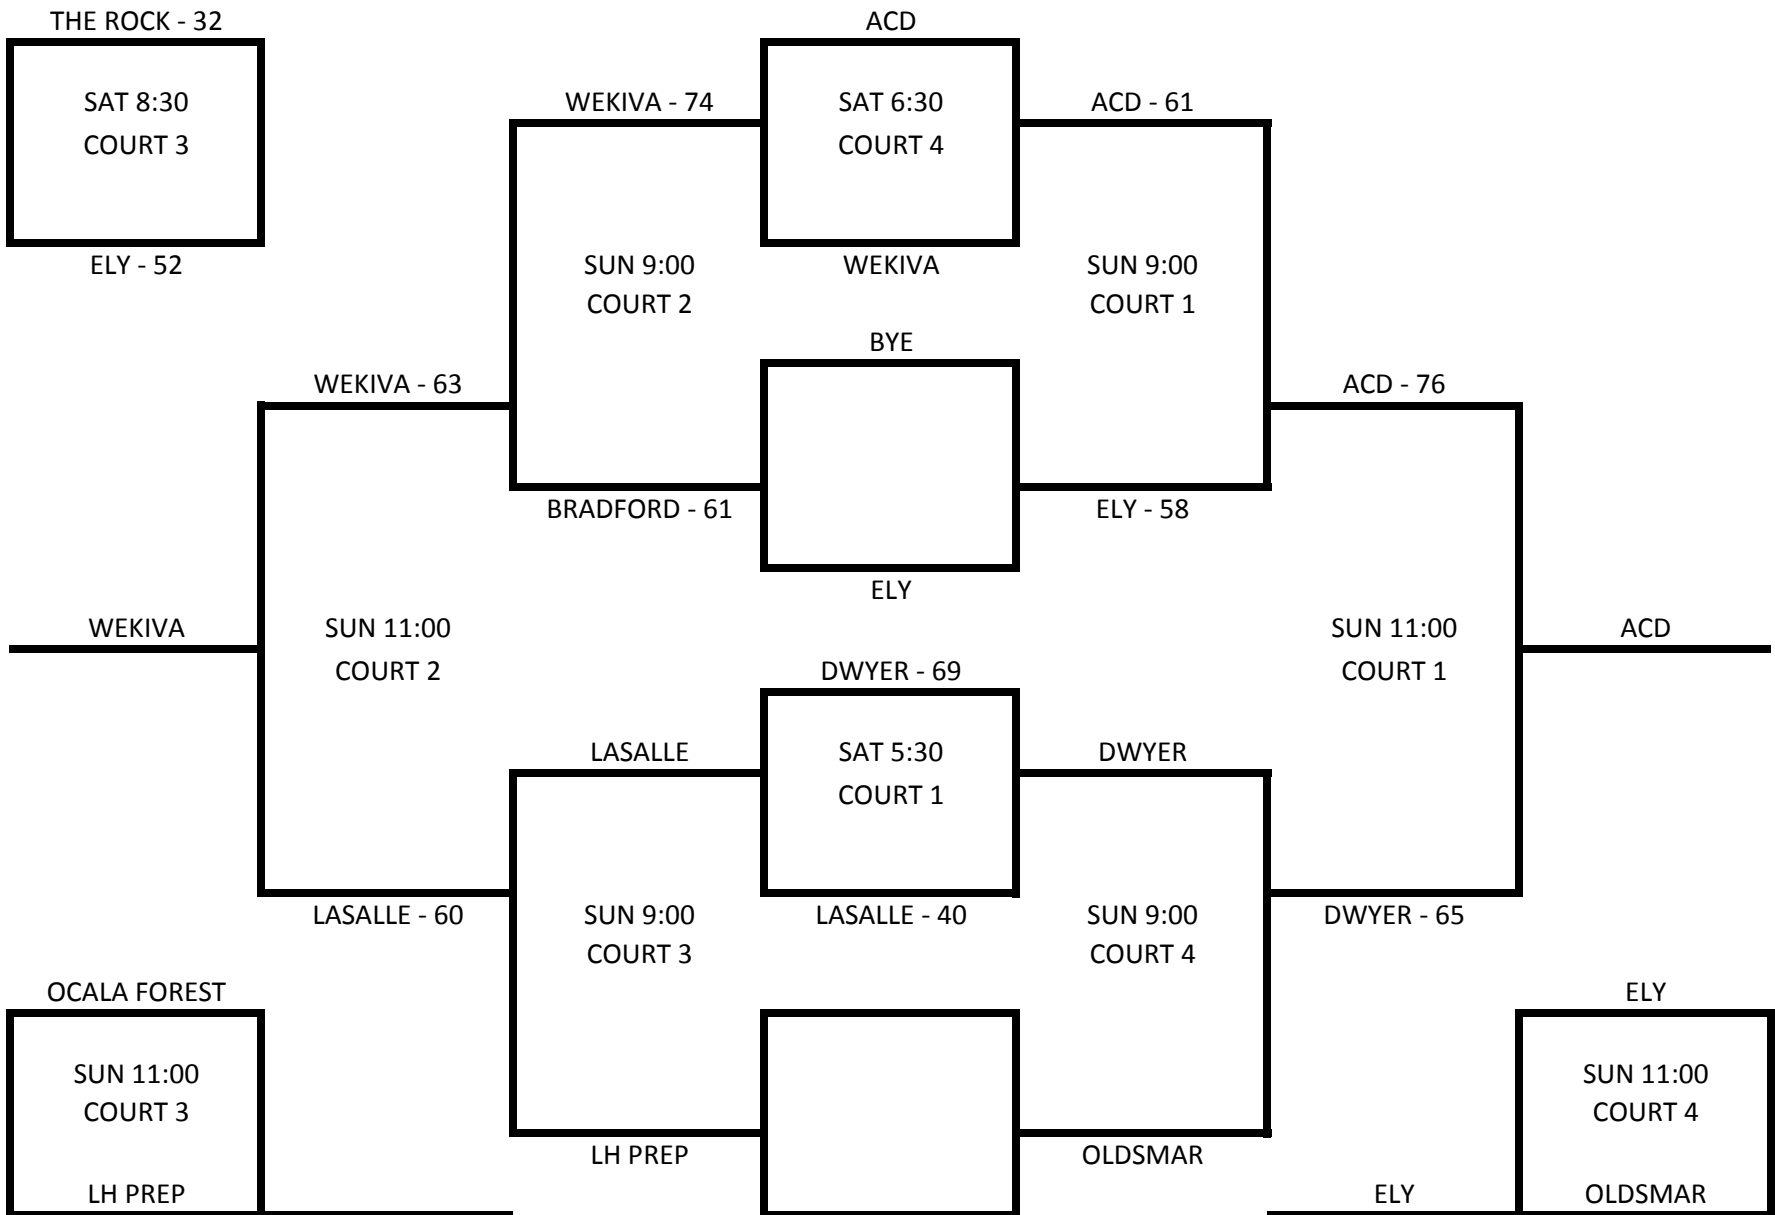 THE ROCK - 32
ACD
SAT 8:30
COURT 3
WEKIVA - 74
SAT 6:30
COURT 4
ACD - 61
ELY - 52
SUN 9:00
COURT 2
WEKIVA
SUN 9:00
COURT 1
BYE
WEKIVA - 63
ACD - 76
BRADFORD - 61
ELY - 58
ELY
WEKIVA
SUN 11:00
COURT 2
SUN 11:00
COURT 1
ACD
DWYER - 69
LASALLE
SAT 5:30
COURT 1
DWYER
LASALLE - 60
SUN 9:00
COURT 3
LASALLE - 40
SUN 9:00
COURT 4
DWYER - 65
OCALA FOREST
ELY
SUN 11:00
COURT 3
SUN 11:00
COURT 4
LH PREP
OLDSMAR
LH PREP
ELY
OLDSMAR